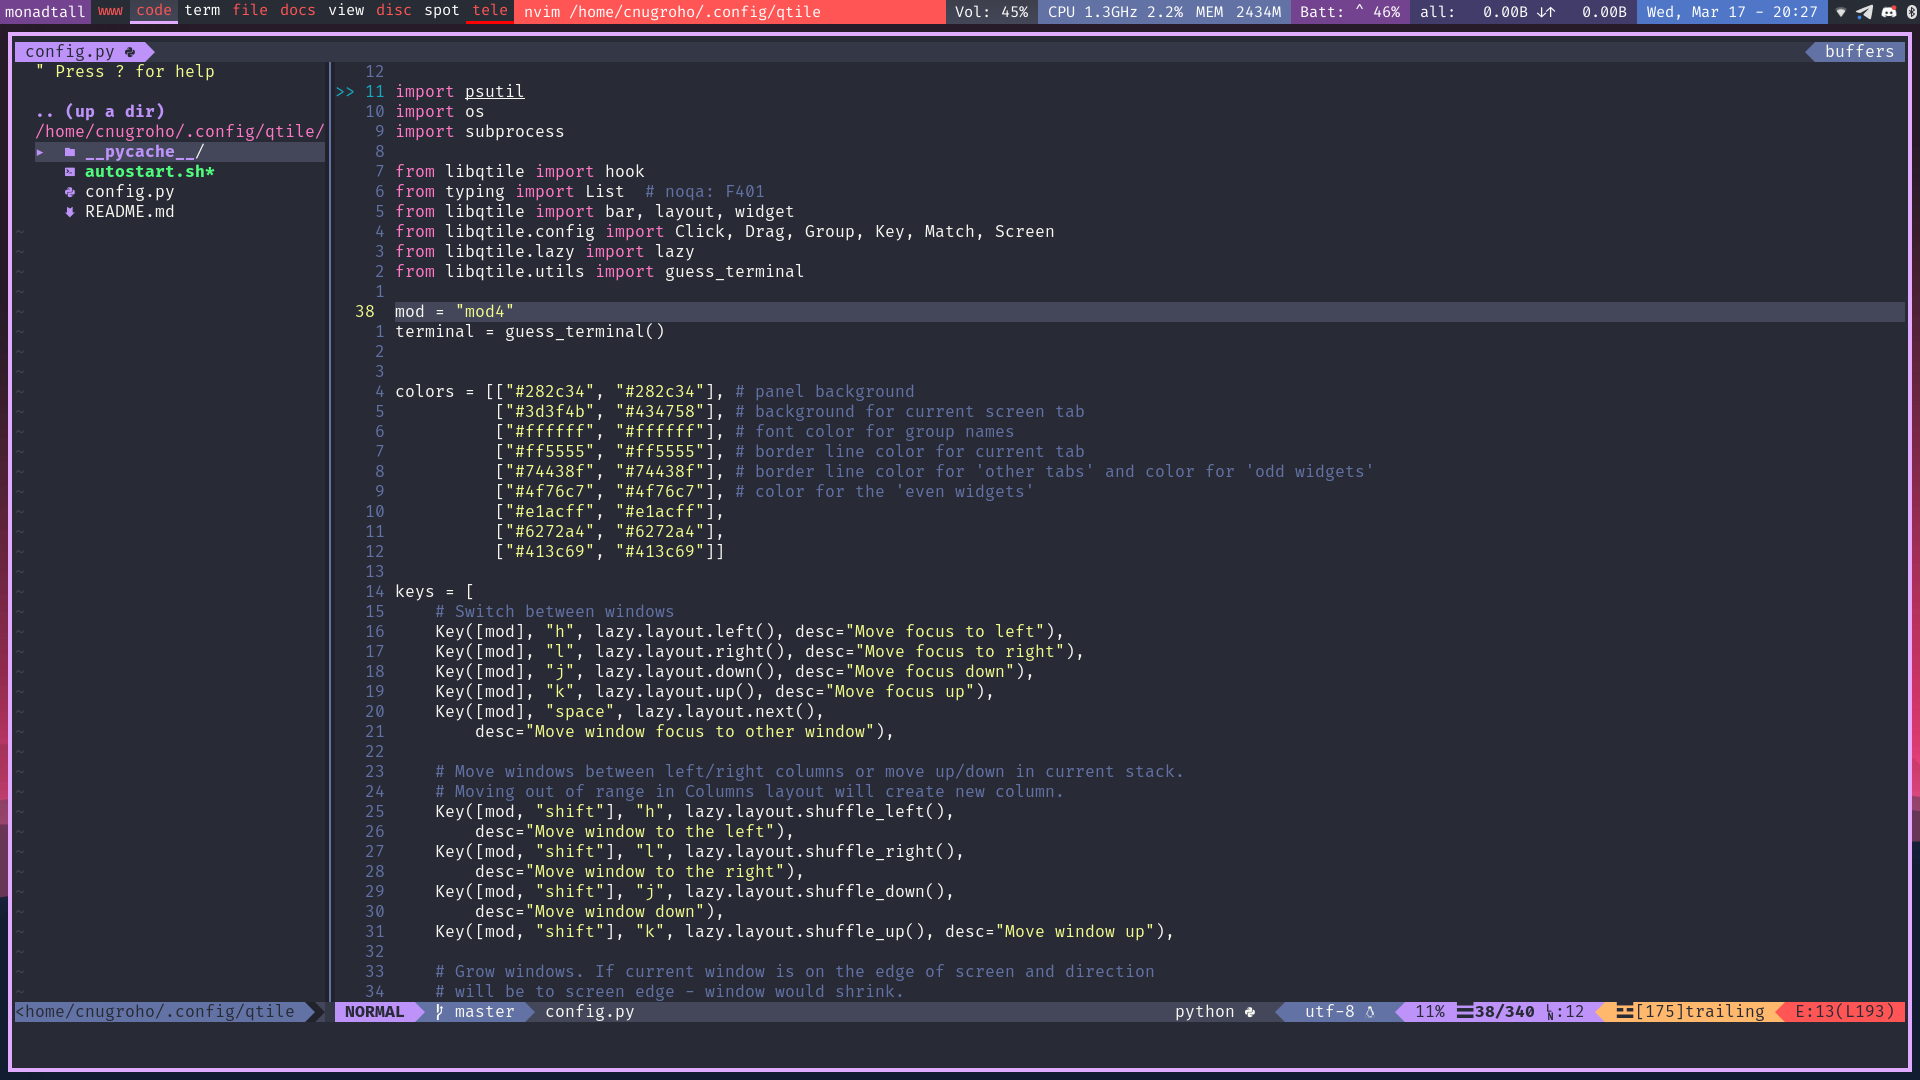 monadtall www code term file docs view disc spot tele nvim /home/cnugroho/.config/qtile Vol: 45% CPU 1.3GHz 2.2% MEM 2434M Batt: ^ 46% all: 0.00B ↓↑ 0.00B Wed, Mar 17 - 20:27
config.py buffers
" Press ? for help
.. (up a dir)
/home/cnugroho/.config/qtile/
▸ __pycache__/
autostart.sh*
config.py
README.md
12
>> 11 import psutil
10 import os
9 import subprocess
8
7 from libqtile import hook
6 from typing import List  # noqa: F401
5 from libqtile import bar, layout, widget
4 from libqtile.config import Click, Drag, Group, Key, Match, Screen
3 from libqtile.lazy import lazy
2 from libqtile.utils import guess_terminal
1
38 mod = "mod4"
1 terminal = guess_terminal()
2
3
4 colors = [["#282c34", "#282c34"], # panel background
5           ["#3d3f4b", "#434758"], # background for current screen tab
6           ["#ffffff", "#ffffff"], # font color for group names
7           ["#ff5555", "#ff5555"], # border line color for current tab
8           ["#74438f", "#74438f"], # border line color for 'other tabs' and color for 'odd widgets'
9           ["#4f76c7", "#4f76c7"], # color for the 'even widgets'
10           ["#e1acff", "#e1acff"],
11           ["#6272a4", "#6272a4"],
12           ["#413c69", "#413c69"]]
13
14 keys = [
15     # Switch between windows
16     Key([mod], "h", lazy.layout.left(), desc="Move focus to left"),
17     Key([mod], "l", lazy.layout.right(), desc="Move focus to right"),
18     Key([mod], "j", lazy.layout.down(), desc="Move focus down"),
19     Key([mod], "k", lazy.layout.up(), desc="Move focus up"),
20     Key([mod], "space", lazy.layout.next(),
21         desc="Move window focus to other window"),
22
23     # Move windows between left/right columns or move up/down in current stack.
24     # Moving out of range in Columns layout will create new column.
25     Key([mod, "shift"], "h", lazy.layout.shuffle_left(),
26         desc="Move window to the left"),
27     Key([mod, "shift"], "l", lazy.layout.shuffle_right(),
28         desc="Move window to the right"),
29     Key([mod, "shift"], "j", lazy.layout.shuffle_down(),
30         desc="Move window down"),
31     Key([mod, "shift"], "k", lazy.layout.shuffle_up(), desc="Move window up"),
32
33     # Grow windows. If current window is on the edge of screen and direction
34     # will be to screen edge - window would shrink.
<home/cnugroho/.config/qtile NORMAL master config.py python utf-8 11% ☰38/340 :12 [175]trailing E:13(L193)